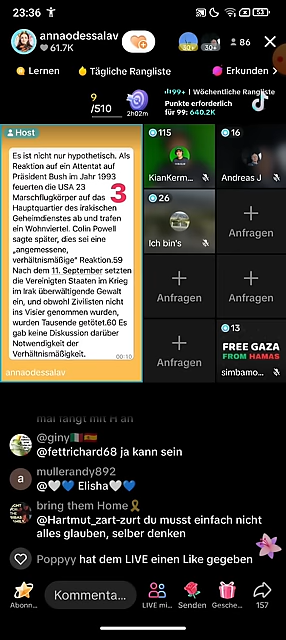 23:36
53
annaodessalav
61.7K
80+
30+
86
Lernen
Tägliche Rangliste
Erkunden
9
/510
2h02m
99+ | Wöchentliche Rangliste
Punkte erforderlich
für 99: 640.2K
Host
Es ist nicht nur hypothetisch. Als
Reaktion auf ein Attentat auf
Präsident Bush im Jahr 1993
feuerten die USA 23
Marschflugkörper auf das
Hauptquartier des irakischen
Geheimdienstes ab und trafen
ein Wohnviertel. Colin Powell
sagte später, dies sei eine
„angemessene,
verhältnismäßige“ Reaktion.59
Nach dem 11. September setzten
die Vereinigten Staaten im Krieg
im Irak überwältigende Gewalt
ein, und obwohl Zivilisten nicht
ins Visier genommen wurden,
wurden Tausende getötet.60 Es
gab keine Diskussion darüber
Notwendigkeit der
Verhältnismäßigkeit.
00:10
3
annaodessalav
115
KianKerm...
16
Andreas J
26
Ich bin's
Anfragen
Anfragen
Anfragen
Anfragen
13
FREE GAZA
FROM HAMAS
simbamo...
@giny🇮🇹🇪🇸
@fettrichard68 ja kann sein
a
mullerandy892
@🤍💙 Elisha🤍💙
bring them Home🎗️
@Hartmut_zart-zurt du musst einfach nicht
alles glauben, selber denken
Poppyy hat dem LIVE einen Like gegeben
Abonn...
Kommenta...
LIVE mi...
Senden
Gesche...
157